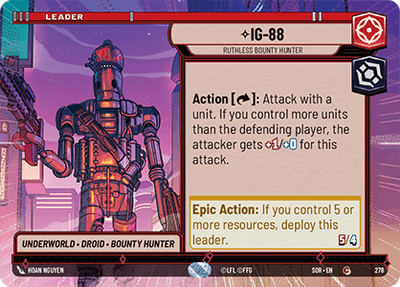 LEADER
✧IG-88
RUTHLESS BOUNTY HUNTER
Action [↷]: Attack with a
unit. If you control more units
than the defending player, the
attacker gets +1/+0 for this
attack.
Epic Action: If you control 5 or
more resources, deploy this
leader.
5/4
UNDERWORLD • DROID • BOUNTY HUNTER
HOAN NGUYEN
©LFL ©FFG
SOR • EN
278